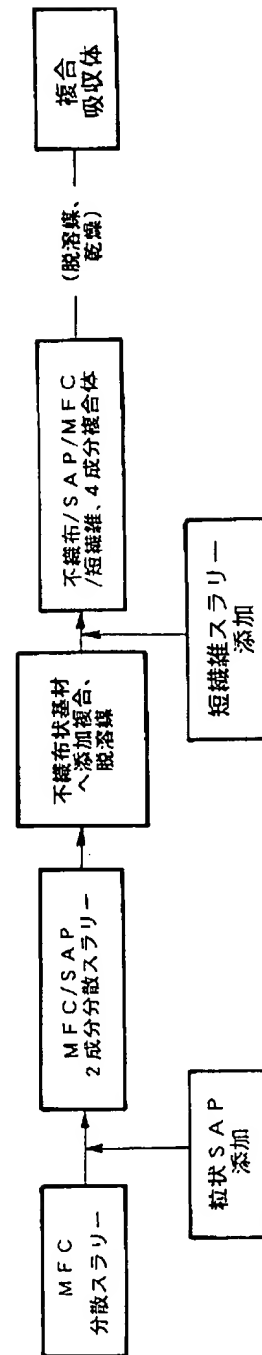 MFC
分散スラリー
粒状SAP
添加
MFC/SAP
2成分分散スラリー
不織布状基材
へ添加複合、
脱溶媒
短繊維スラリー
添加
不織布/SAP/MFC
/短繊維、4成分複合体
(脱溶媒、
乾燥)
複合
吸収体